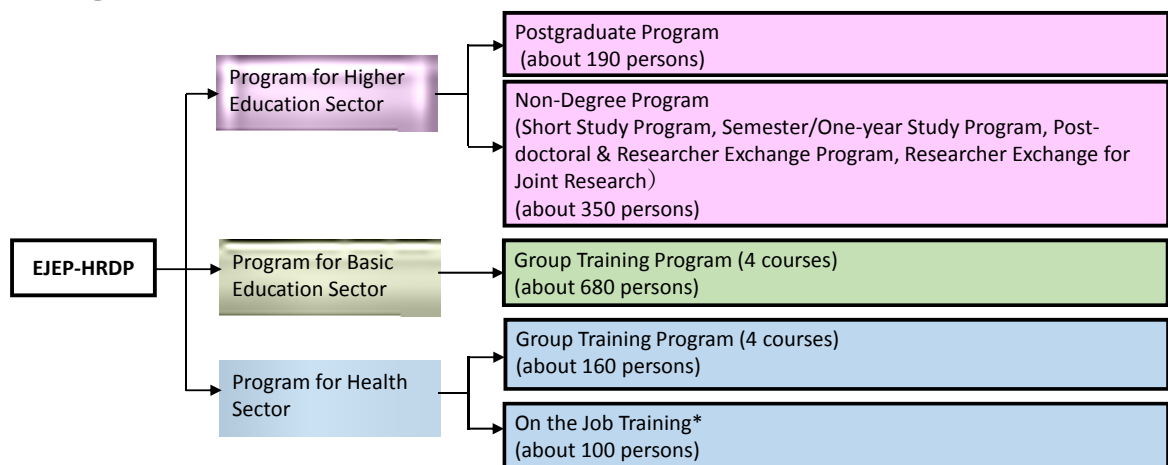 EJEP-HRDP
Program for Higher
Education Sector
Postgraduate Program
(about 190 persons)
Non-Degree Program
(Short Study Program, Semester/One-year Study Program, Post-
doctoral & Researcher Exchange Program, Researcher Exchange for
Joint Research）
(about 350 persons)
Program for Basic
Education Sector
Group Training Program (4 courses)
(about 680 persons)
Program for Health
Sector
Group Training Program (4 courses)
(about 160 persons)
On the Job Training*
(about 100 persons)